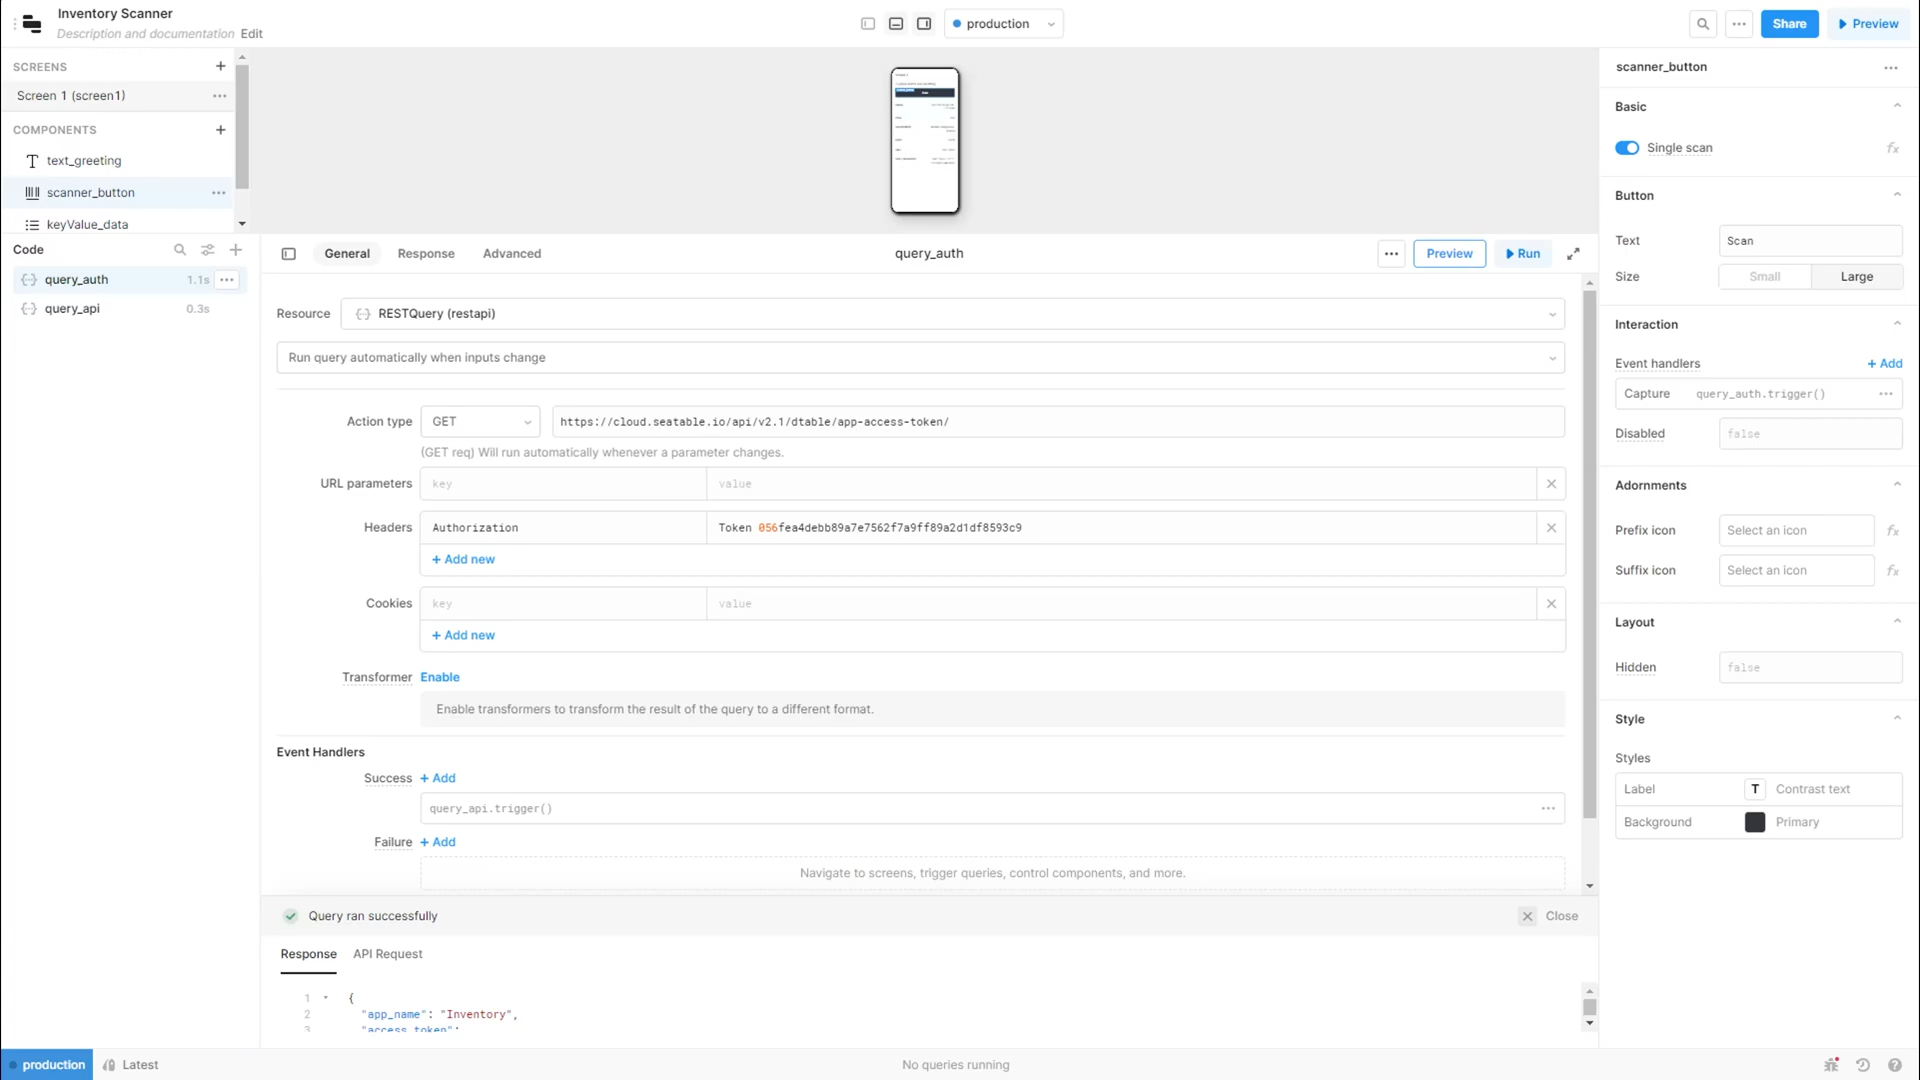 Inventory Scanner
Description and documentation Edit
production
Share
Preview
SCREENS
Screen 1 (screen1)
COMPONENTS
text_greeting
scanner_button
keyValue_data
Code
query_auth 1.1s
query_api 0.3s
General Response Advanced
query_auth
Preview
Run
Resource RESTQuery (restapi)
Run query automatically when inputs change
Action type GET https://cloud.seatable.io/api/v2.1/dtable/app-access-token/
(GET req) Will run automatically whenever a parameter changes.
URL parameters key value
Headers Authorization Token 056fea4debb89a7e7562f7a9ff89a2d1df8593c9
+ Add new
Cookies key value
+ Add new
Transformer Enable
Enable transformers to transform the result of the query to a different format.
Event Handlers
Success + Add
query_api.trigger()
Failure + Add
Navigate to screens, trigger queries, control components, and more.
Query ran successfully
Close
Response API Request
1 {
2 "app_name": "Inventory",
3 "access_token":
scanner_button
Basic
Single scan fx
Button
Text Scan
Size Small Large
Interaction
Event handlers + Add
Capture query_auth.trigger()
Disabled false
Adornments
Prefix icon Select an icon fx
Suffix icon Select an icon fx
Layout
Hidden false
Style
Styles
Label T Contrast text
Background Primary
production Latest
No queries running